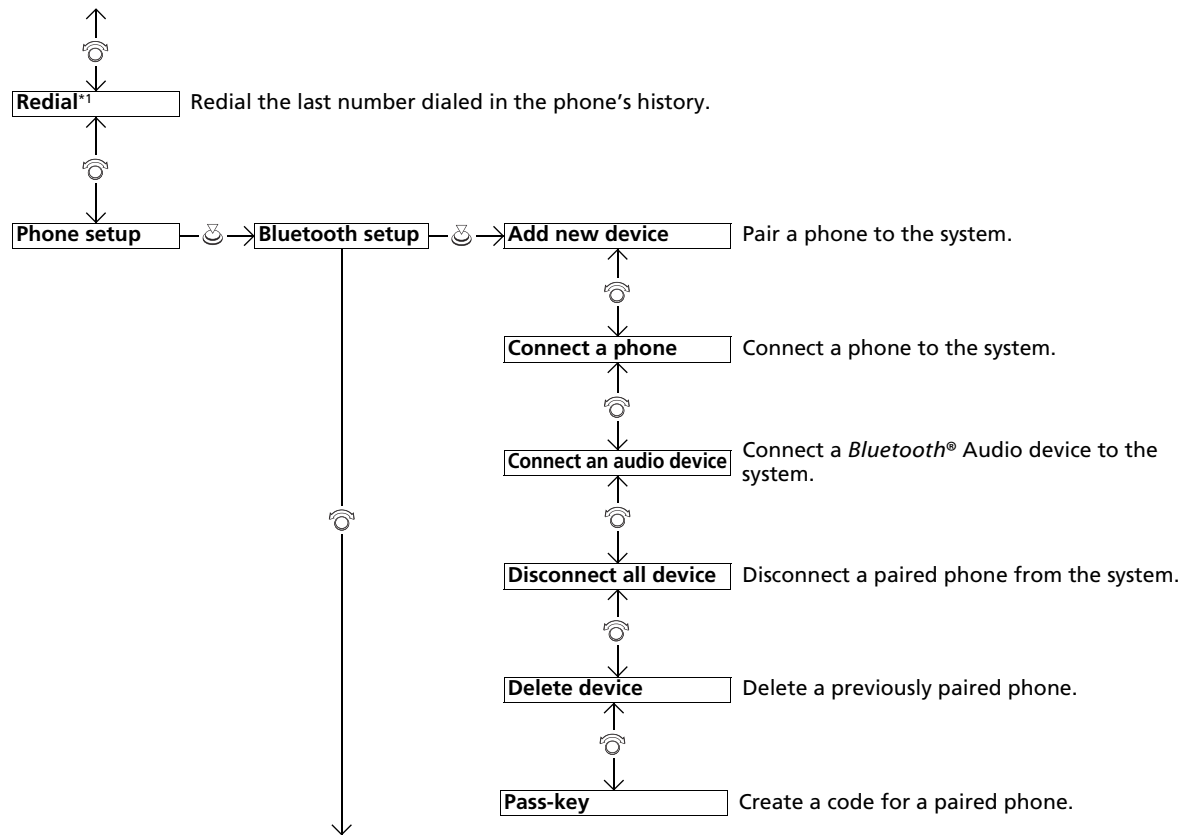 Redial*1 Redial the last number dialed in the phone's history.
Phone setup Bluetooth setup Add new device Pair a phone to the system.
Connect a phone Connect a phone to the system.
Connect an audio device Connect a Bluetooth® Audio device to the
system.
Disconnect all device Disconnect a paired phone from the system.
Delete device Delete a previously paired phone.
Pass-key Create a code for a paired phone.